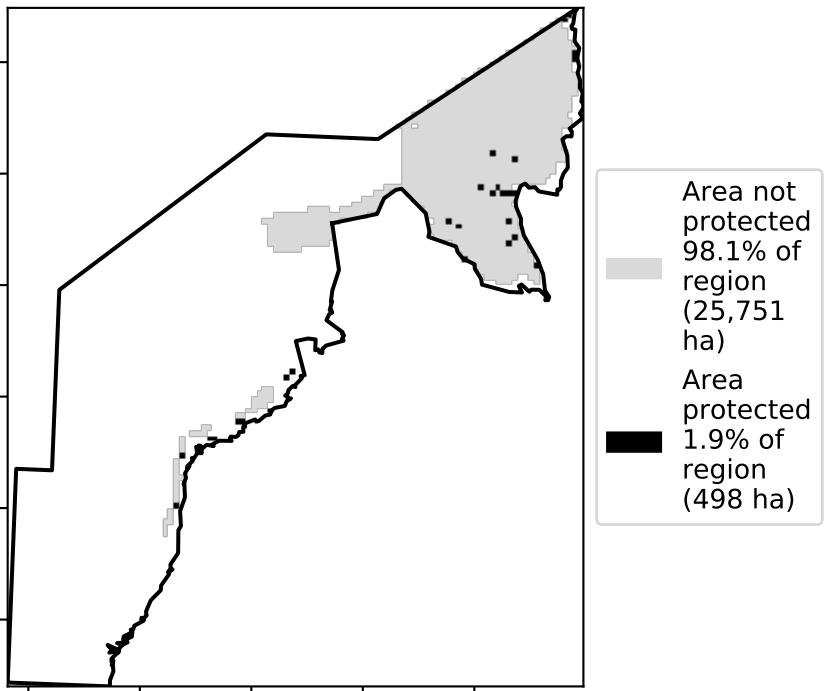 Area not
protected
98.1% of
region
(25,751
ha)
Area
protected
1.9% of
region
(498 ha)